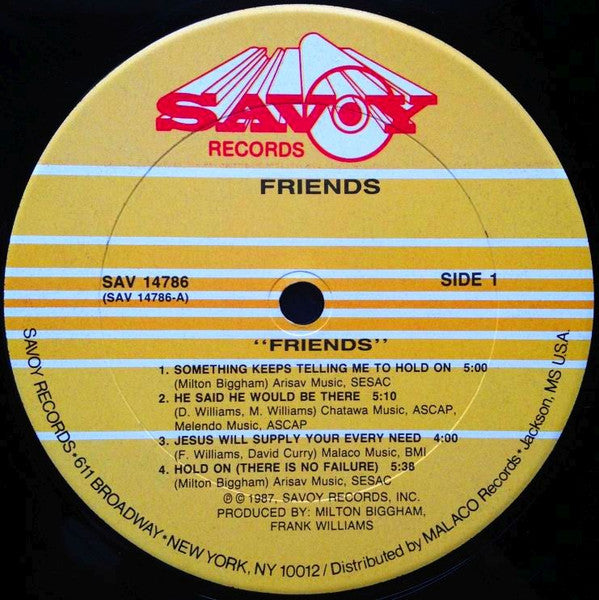 SAVOY
RECORDS
FRIENDS
SAV 14786
(SAV 14786-A)
SIDE 1
"FRIENDS"
1. SOMETHING KEEPS TELLING ME TO HOLD ON 5:00
(Milton Biggham) Arisav Music, SESAC
2. HE SAID HE WOULD BE THERE 5:10
(D. Williams, M. Williams) Chatawa Music, ASCAP,
Melendo Music, ASCAP
3. JESUS WILL SUPPLY YOUR EVERY NEED 4:00
(F. Williams, David Curry) Malaco Music, BMI
4. HOLD ON (THERE IS NO FAILURE) 5:38
(Milton Biggham) Arisav Music, SESAC
℗ © 1987, SAVOY RECORDS, INC.
PRODUCED BY: MILTON BIGGHAM,
FRANK WILLIAMS
SAVOY RECORDS • 611 BROADWAY • NEW YORK, NY 10012 / Distributed by MALACO Records • Jackson, MS U.S.A.